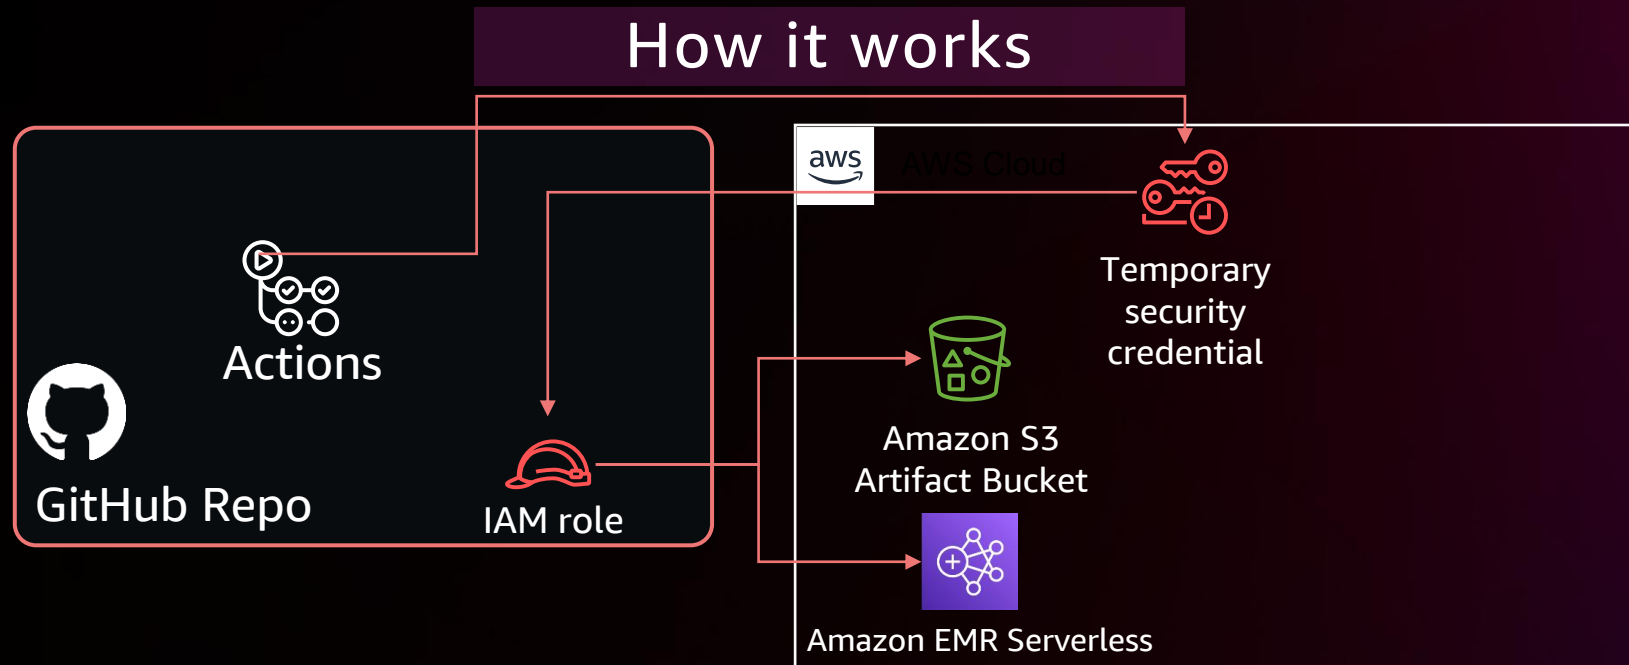 How it works
aws
AWS Cloud
Temporary
security
credential
Actions
GitHub Repo
IAM role
Amazon S3
Artifact Bucket
Amazon EMR Serverless